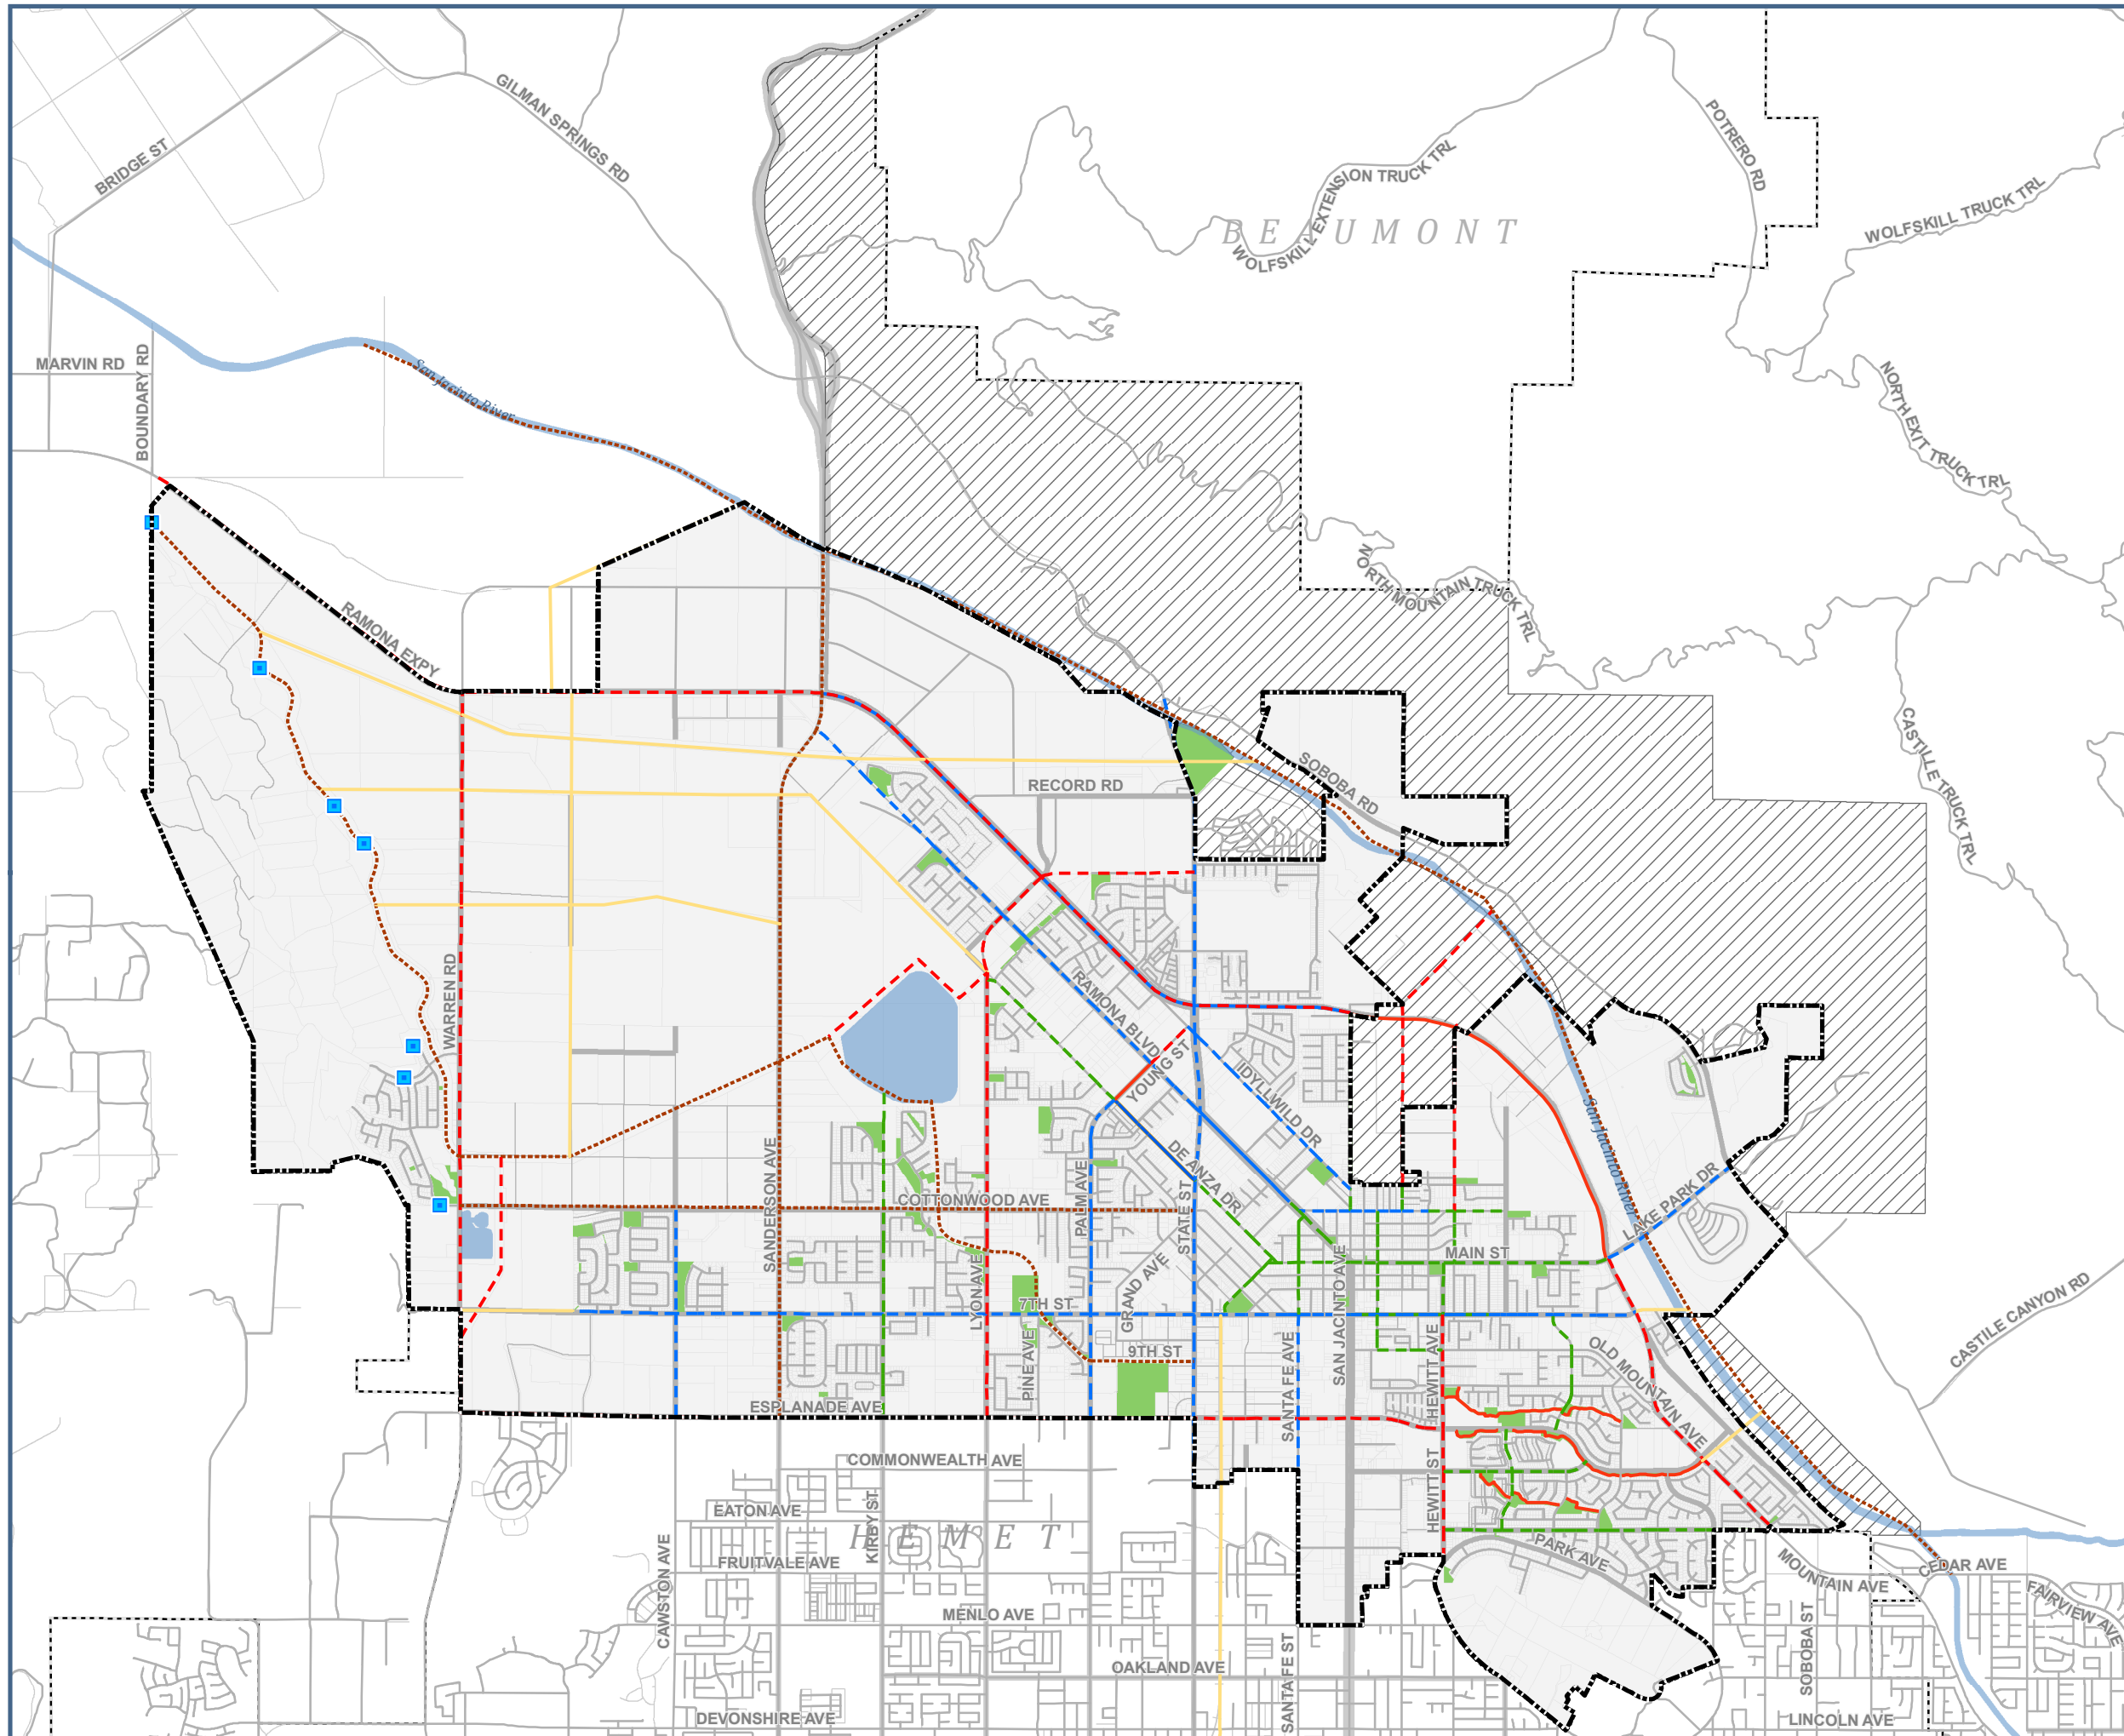 GILMAN SPRINGS RD
BRIDGE ST
POTRERO RD
WOLFSKILL EXTENSION TRUCK TRL
WOLFSKILL TRUCK TRL
BEAUMONT
MARVIN RD
BOUNDARY RD
San Jacinto River
NORTH EXIT TRUCK TRL
NORTH MOUNTAIN TRUCK TRL
RAMONA EXPY
CASTILE TRUCK TRL
SOBOBA RD
RECORD RD
WARREN RD
RAMONA BLVD
YOUNG ST
IDYLLWILD DR
San Jacinto River
DE ANZA DR
LAKE PARK DR
SANDERSON AVE
COTTONWOOD AVE
PALM AVE
STATE ST
MAIN ST
LYON AVE
GRAND AVE
SAN JACINTO AVE
7TH ST
CASTILE CANYON RD
PINE AVE
9TH ST
SANTA FE AVE
HEWITT AVE
OLD MOUNTAIN AVE
ESPLANADE AVE
COMMONWEALTH AVE
HEWITT ST
EATON AVE
KIRBY ST
HEMET
CAWSTON AVE
FRUITVALE AVE
PARK AVE
MOUNTAIN AVE
CEDAR AVE
FAIRVIEW AVE
MENLO AVE
SANTA FE ST
SOBOBA ST
OAKLAND AVE
DEVONSHIRE AVE
LINCOLN AVE